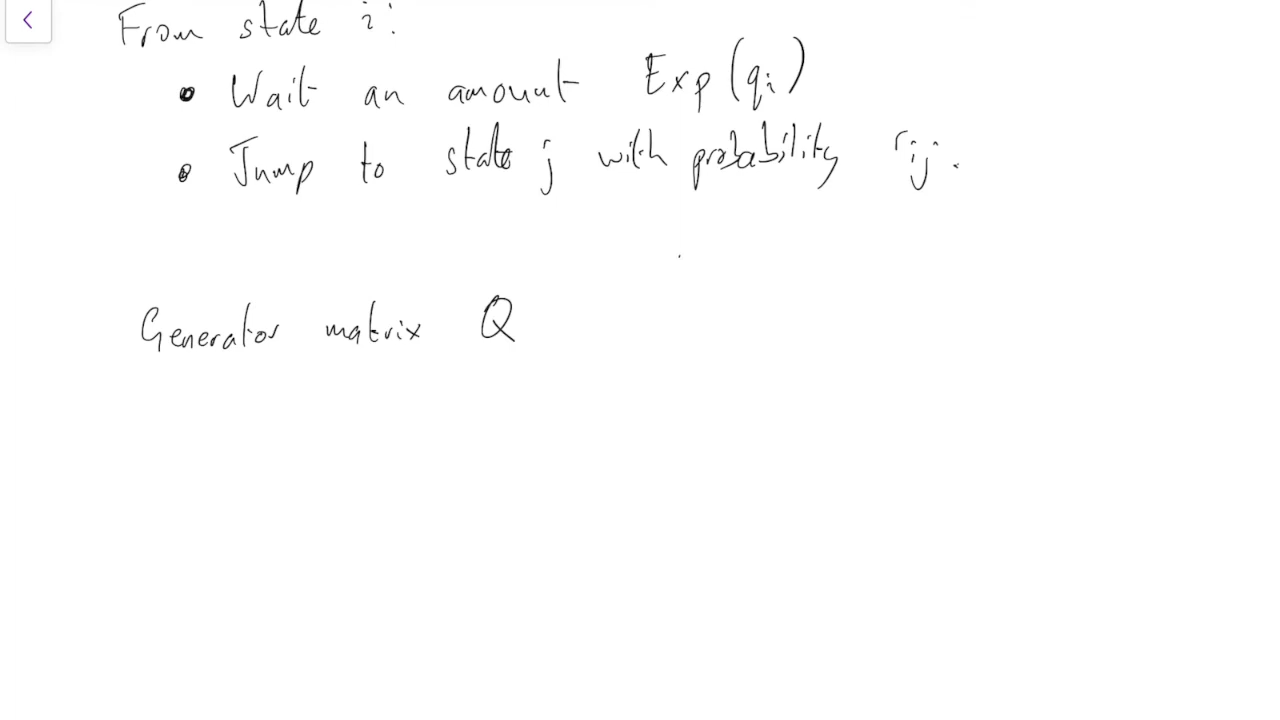 From state i:
• Wait an amount Exp(qi)
• Jump to state j with probability rij.
Generator matrix Q